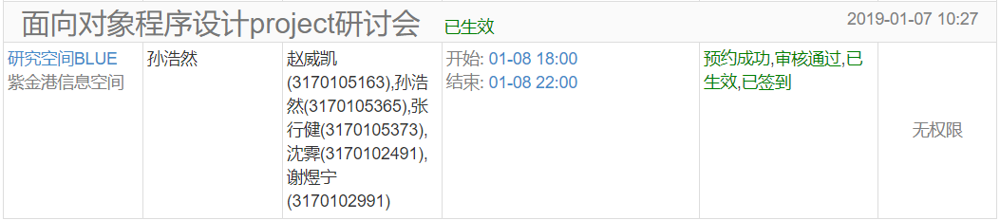 面向对象程序设计project研讨会 已生效 2019-01-07 10:27
研究空间BLUE
紫金港信息空间
孙浩然
赵威凯
(3170105163),孙浩
然(3170105365),张
行健(3170105373),
沈霁(3170102491),
谢煜宁
(3170102991)
开始: 01-08 18:00
结束: 01-08 22:00
预约成功,审核通过,已
生效,已签到
无权限